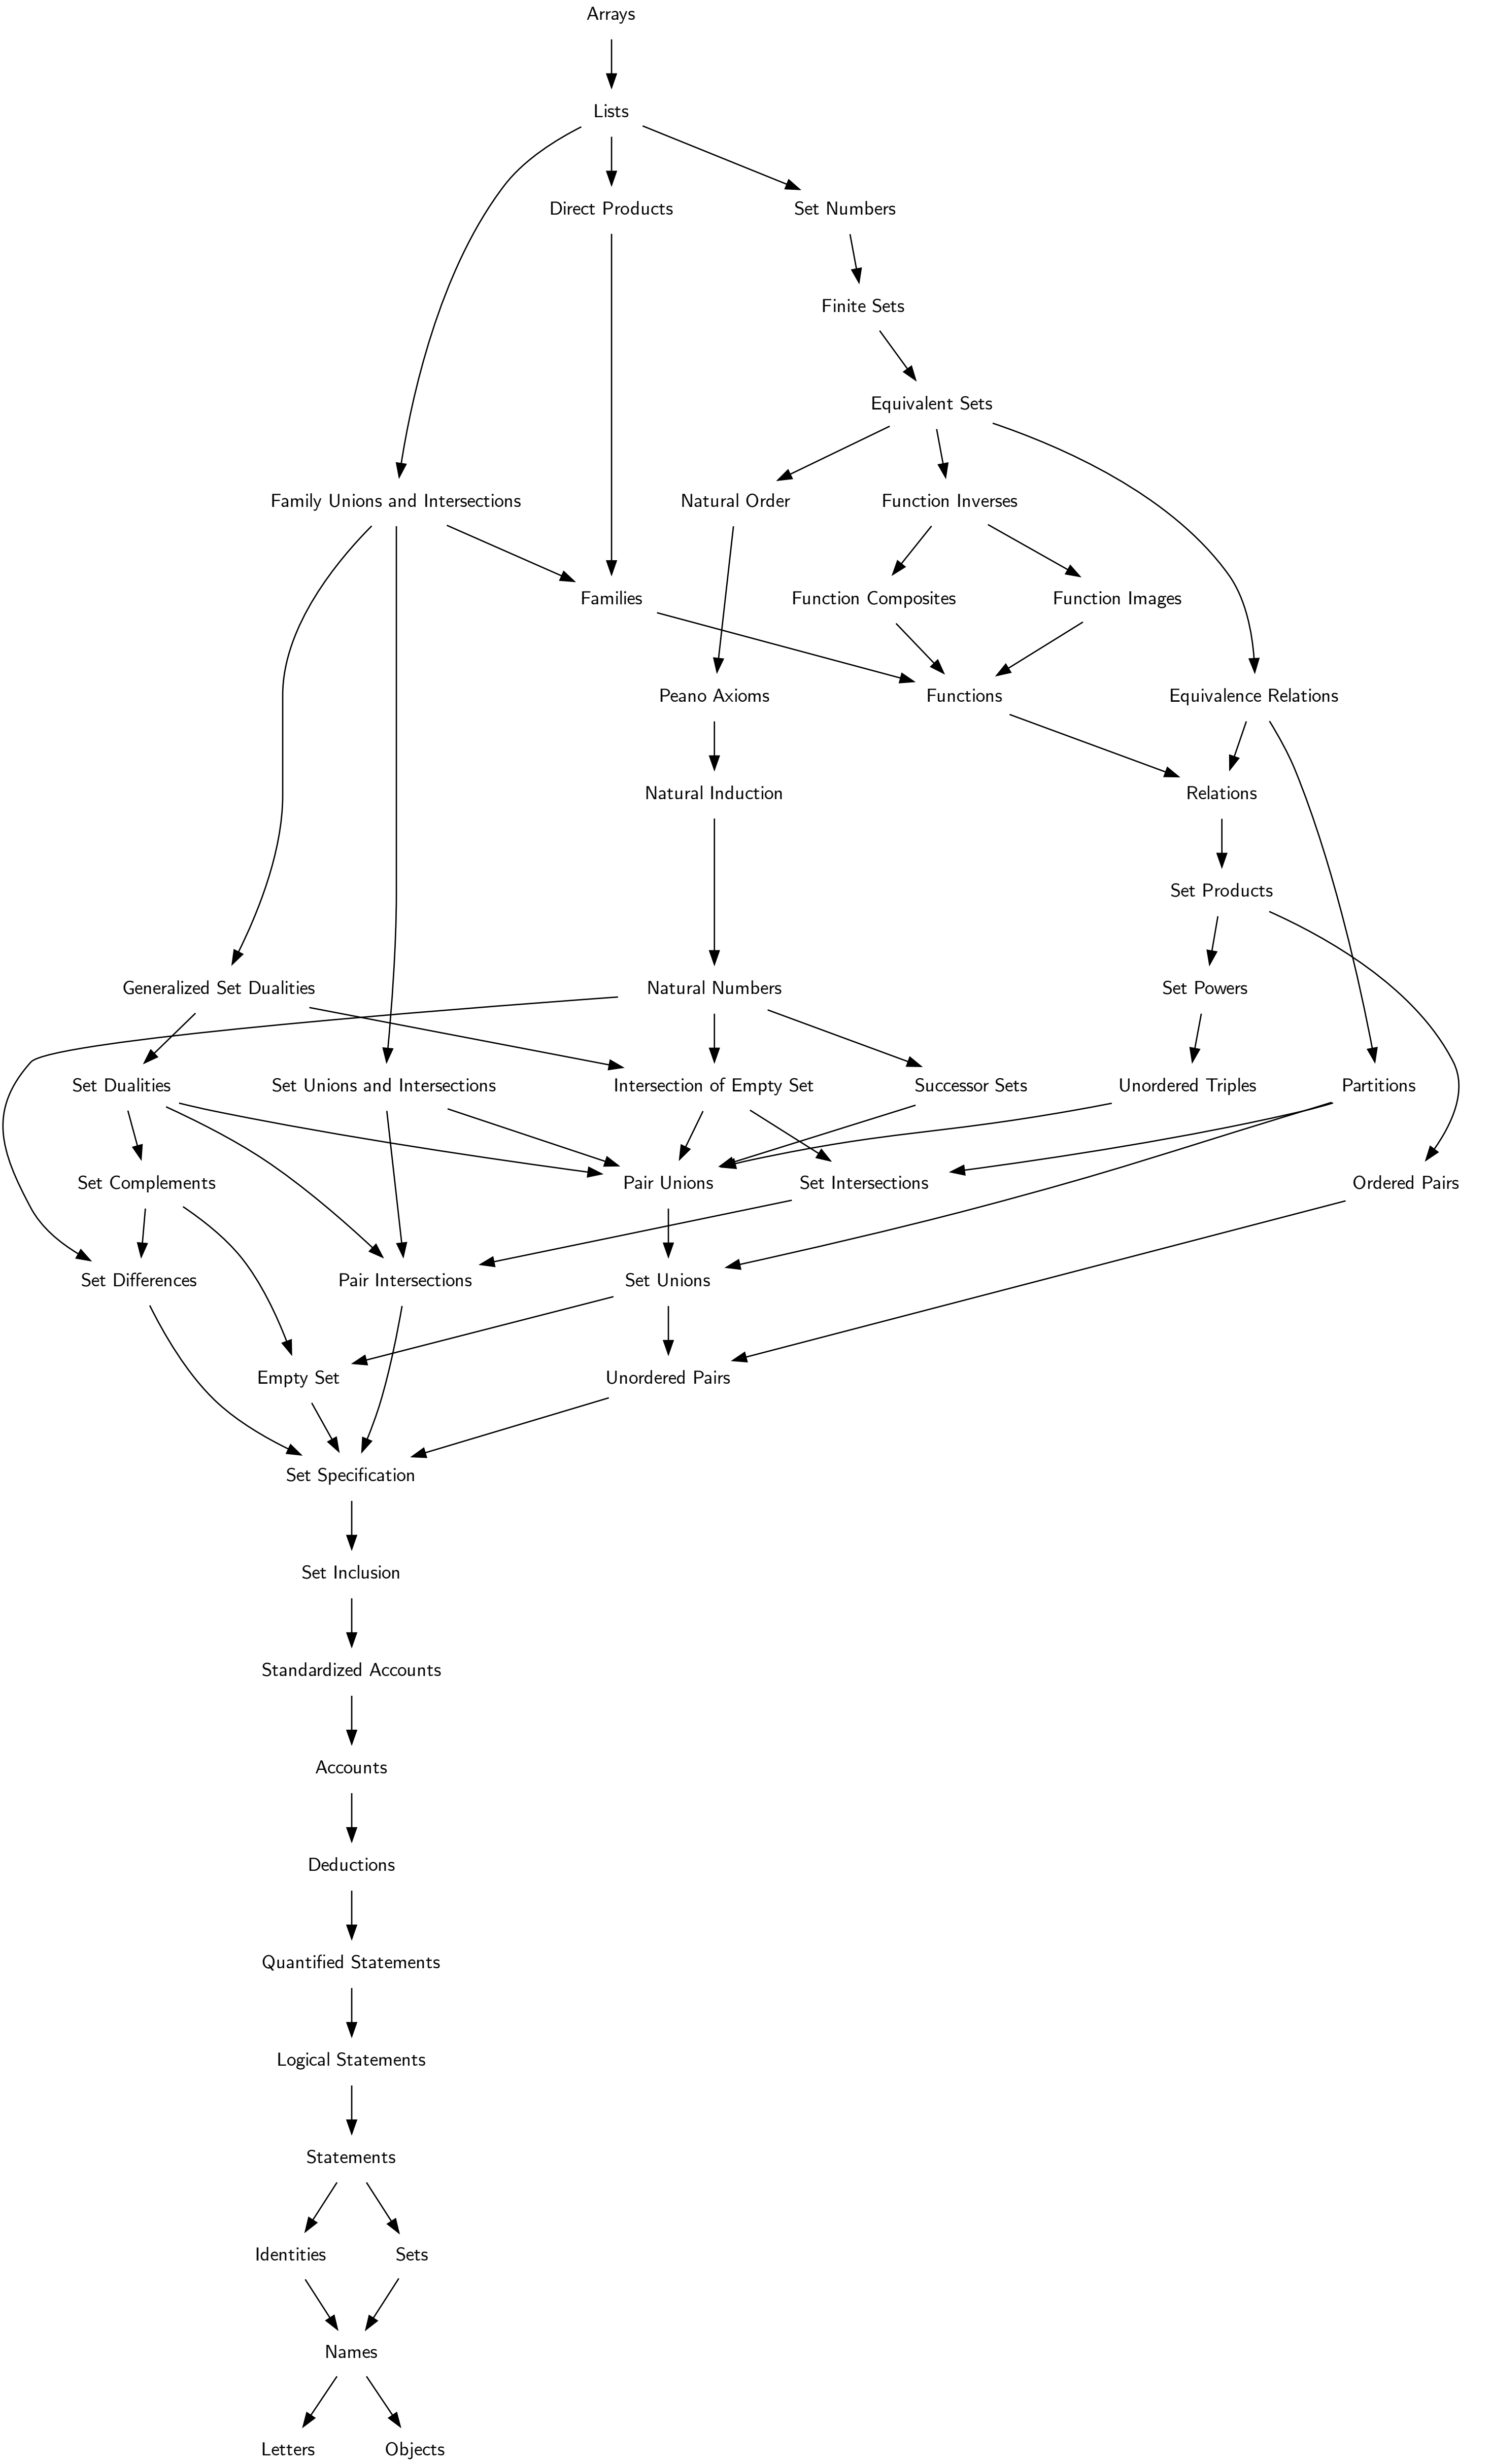 Arrays
Lists
Direct Products
Set Numbers
Finite Sets
Equivalent Sets
Family Unions and Intersections
Natural Order
Function Inverses
Families
Function Composites
Function Images
Peano Axioms
Functions
Equivalence Relations
Natural Induction
Relations
Set Products
Generalized Set Dualities
Natural Numbers
Set Powers
Set Dualities
Set Unions and Intersections
Intersection of Empty Set
Successor Sets
Unordered Triples
Partitions
Set Complements
Pair Unions
Set Intersections
Ordered Pairs
Set Differences
Pair Intersections
Set Unions
Empty Set
Unordered Pairs
Set Specification
Set Inclusion
Standardized Accounts
Accounts
Deductions
Quantified Statements
Logical Statements
Statements
Identities
Sets
Names
Letters
Objects